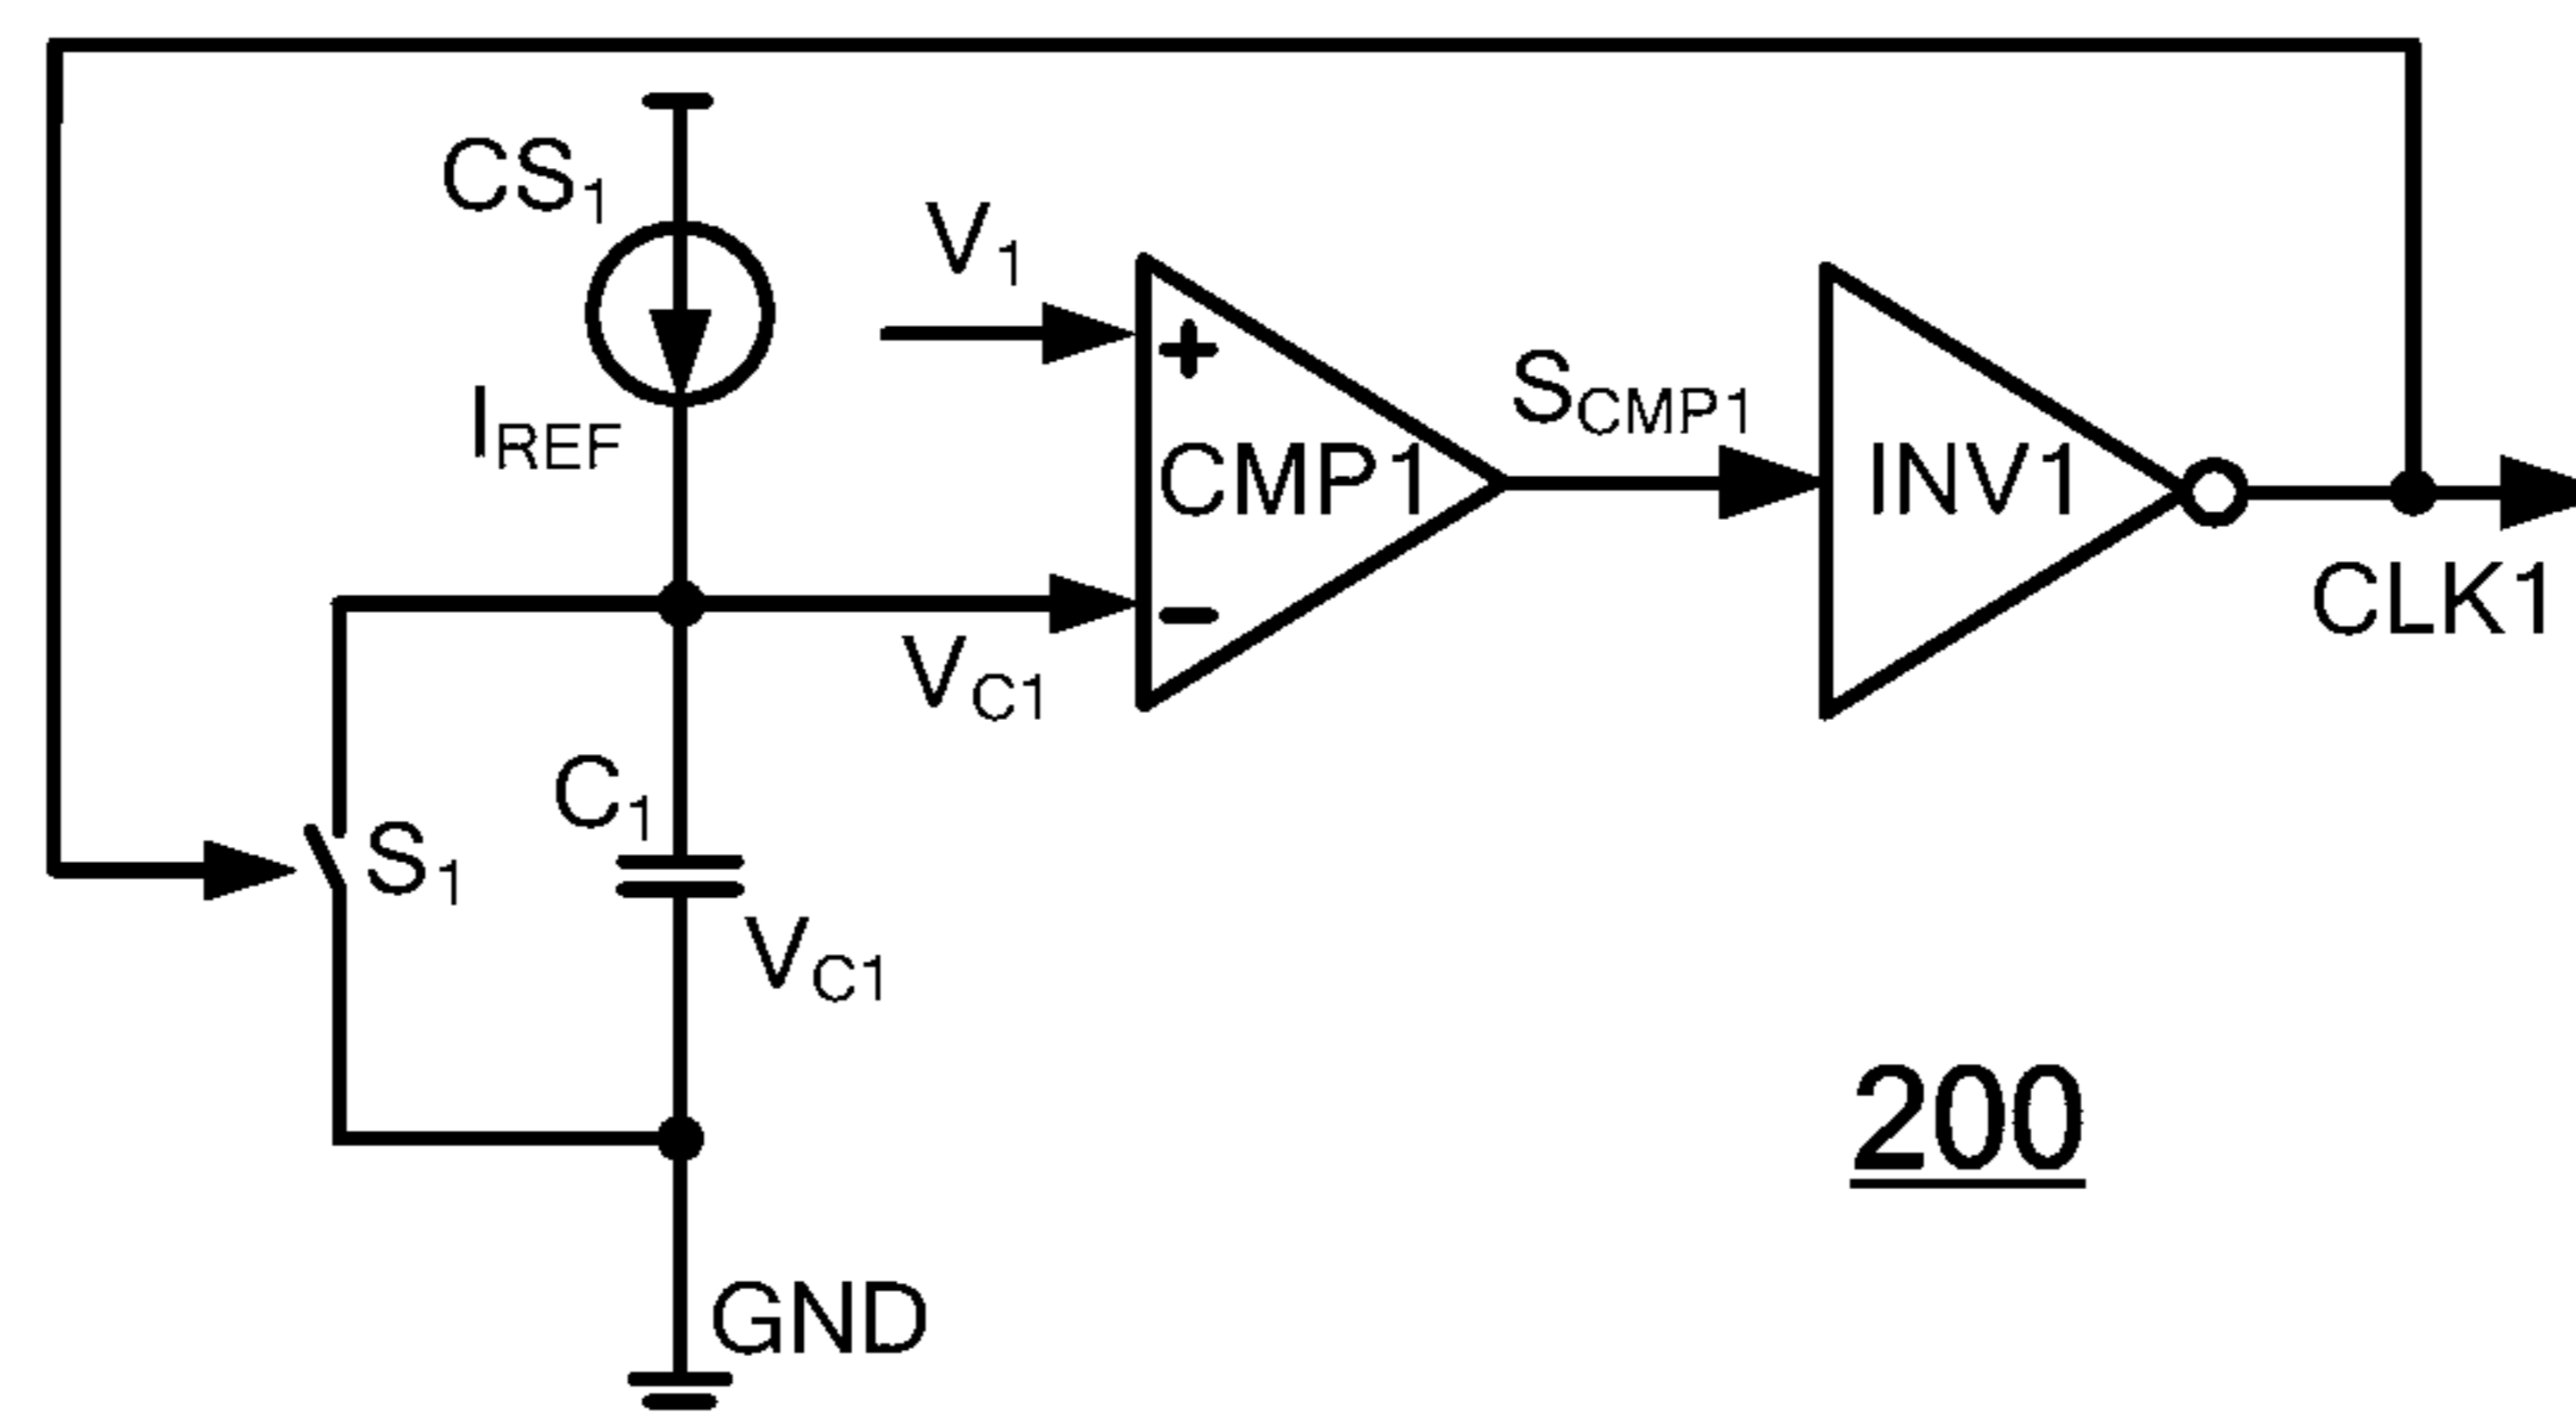 CS1
V1
IREF
+
CMP1
SCMP1
INV1
−
VC1
CLK1
C1
S1
VC1
200
GND